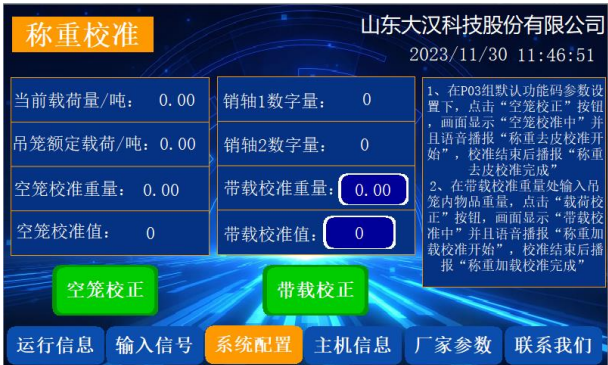 称重校准
山东大汉科技股份有限公司
2023/11/30 11:46:51
当前载荷量/吨： 0.00
销轴1数字量： 0
吊笼额定载荷/吨：0.00
销轴2数字量： 0
空笼校准重量： 0.00
带载校准重量： 0.00
空笼校准值： 0
带载校准值： 0
1、在P03组默认功能码参数设
置下，点击“空笼校正”按钮
，画面显示“空笼校准中”并
且语音播报“称重去皮校准开
始”，校准结束后播报“称重
去皮校准完成”
2、在带载校准重量处输入吊
笼内物品重量，点击“载荷校
正”按钮，画面显示“带载校
准中”并且语音播报“称重加
载校准开始”，校准结束后播
报“称重加载校准完成”
空笼校正
带载校正
运行信息
输入信号
系统配置
主机信息
厂家参数
联系我们